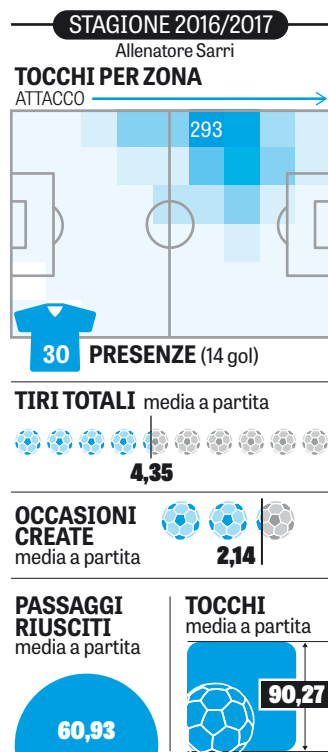 STAGIONE 2016/2017
Allenatore Sarri
TOCCHI PER ZONA
ATTACCO
293
30 PRESENZE (14 gol)
TIRI TOTALI media a partita
4,35
OCCASIONI
CREATE
media a partita
2,14
PASSAGGI
RIUSCITI
media a partita
60,93
TOCCHI
media a partita
90,27